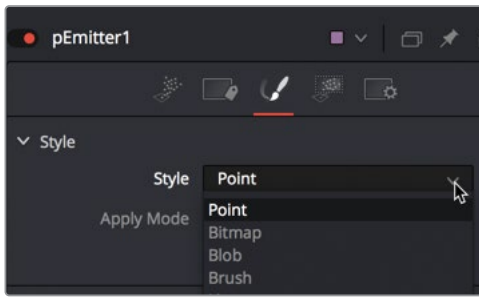 pEmitter1
Style
Style Point
Apply Mode
Point
Bitmap
Blob
Brush